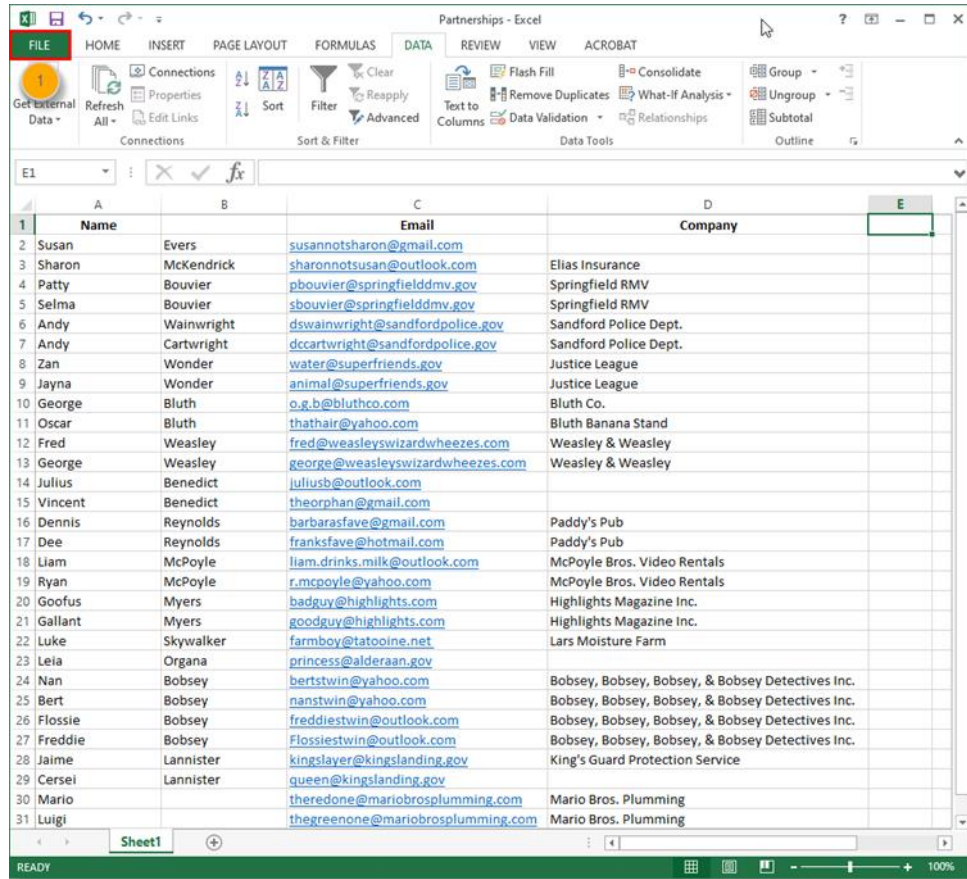 Partnerships - Excel
?
FILE HOME INSERT PAGE LAYOUT FORMULAS DATA REVIEW VIEW ACROBAT
1
Get External Data
Refresh All
Connections
Properties
Edit Links
Connections
Sort
Filter
Clear
Reapply
Advanced
Sort & Filter
Text to Columns
Flash Fill
Remove Duplicates
Data Validation
Consolidate
What-If Analysis
Relationships
Data Tools
Group
Ungroup
Subtotal
Outline
E1 fx
A B C D E
1 Name Email Company
2 Susan Evers susannotsharon@gmail.com
3 Sharon McKendrick sharonnotsusan@outlook.com Elias Insurance
4 Patty Bouvier pbouvier@springfielddmv.gov Springfield RMV
5 Selma Bouvier sbouvier@springfielddmv.gov Springfield RMV
6 Andy Wainwright dswainwright@sandfordpolice.gov Sandford Police Dept.
7 Andy Cartwright dccartwright@sandfordpolice.gov Sandford Police Dept.
8 Zan Wonder water@superfriends.gov Justice League
9 Jayna Wonder animal@superfriends.gov Justice League
10 George Bluth o.g.b@bluthco.com Bluth Co.
11 Oscar Bluth thathair@yahoo.com Bluth Banana Stand
12 Fred Weasley fred@weasleyswizardwheezes.com Weasley & Weasley
13 George Weasley george@weasleyswizardwheezes.com Weasley & Weasley
14 Julius Benedict juliusb@outlook.com
15 Vincent Benedict theorphan@gmail.com
16 Dennis Reynolds barbarasfave@gmail.com Paddy's Pub
17 Dee Reynolds franksfave@hotmail.com Paddy's Pub
18 Liam McPoyle liam.drinks.milk@outlook.com McPoyle Bros. Video Rentals
19 Ryan McPoyle r.mcpoyle@yahoo.com McPoyle Bros. Video Rentals
20 Goofus Myers badguy@highlights.com Highlights Magazine Inc.
21 Gallant Myers goodguy@highlights.com Highlights Magazine Inc.
22 Luke Skywalker farmboy@tatooine.net Lars Moisture Farm
23 Leia Organa princess@alderaan.gov
24 Nan Bobsey bertstwin@yahoo.com Bobsey, Bobsey, Bobsey, & Bobsey Detectives Inc.
25 Bert Bobsey nanstwin@yahoo.com Bobsey, Bobsey, Bobsey, & Bobsey Detectives Inc.
26 Flossie Bobsey freddiestwin@outlook.com Bobsey, Bobsey, Bobsey, & Bobsey Detectives Inc.
27 Freddie Bobsey Flossiestwin@outlook.com Bobsey, Bobsey, Bobsey, & Bobsey Detectives Inc.
28 Jaime Lannister kingslayer@kingslanding.gov King's Guard Protection Service
29 Cersei Lannister queen@kingslanding.gov
30 Mario theredone@mariobrosplumming.com Mario Bros. Plumming
31 Luigi thegreenone@mariobrosplumming.com Mario Bros. Plumming
Sheet1
READY 100%